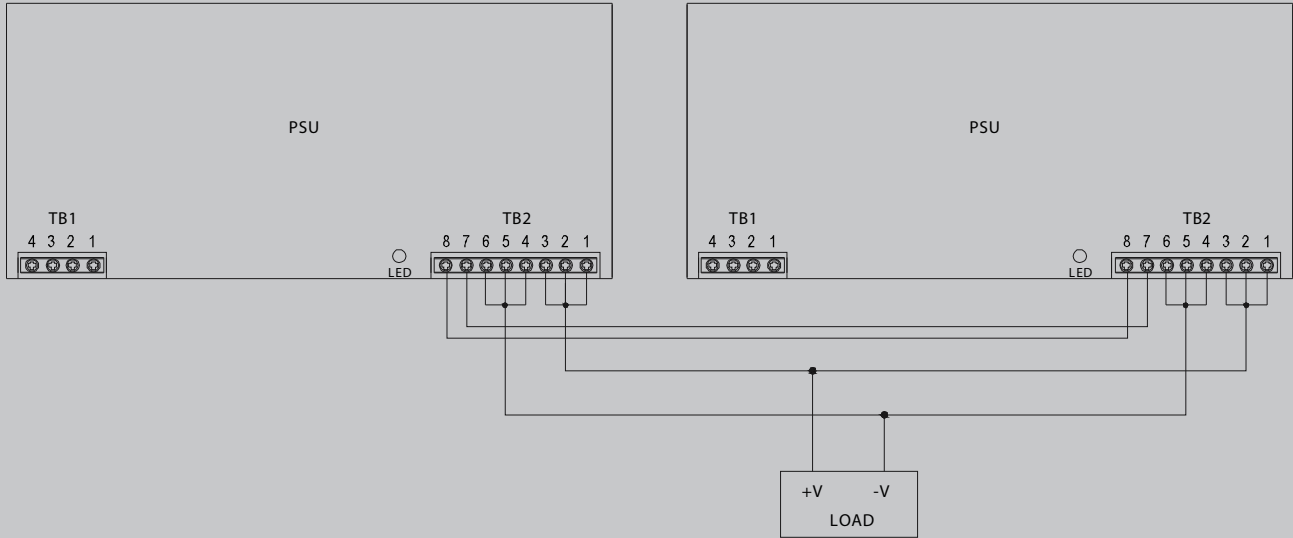 PSU PSU
TB1 TB2 TB1 TB2
4 3 2 1 8 7 6 5 4 3 2 1 4 3 2 1 8 7 6 5 4 3 2 1
LED LED
+V -V
LOAD